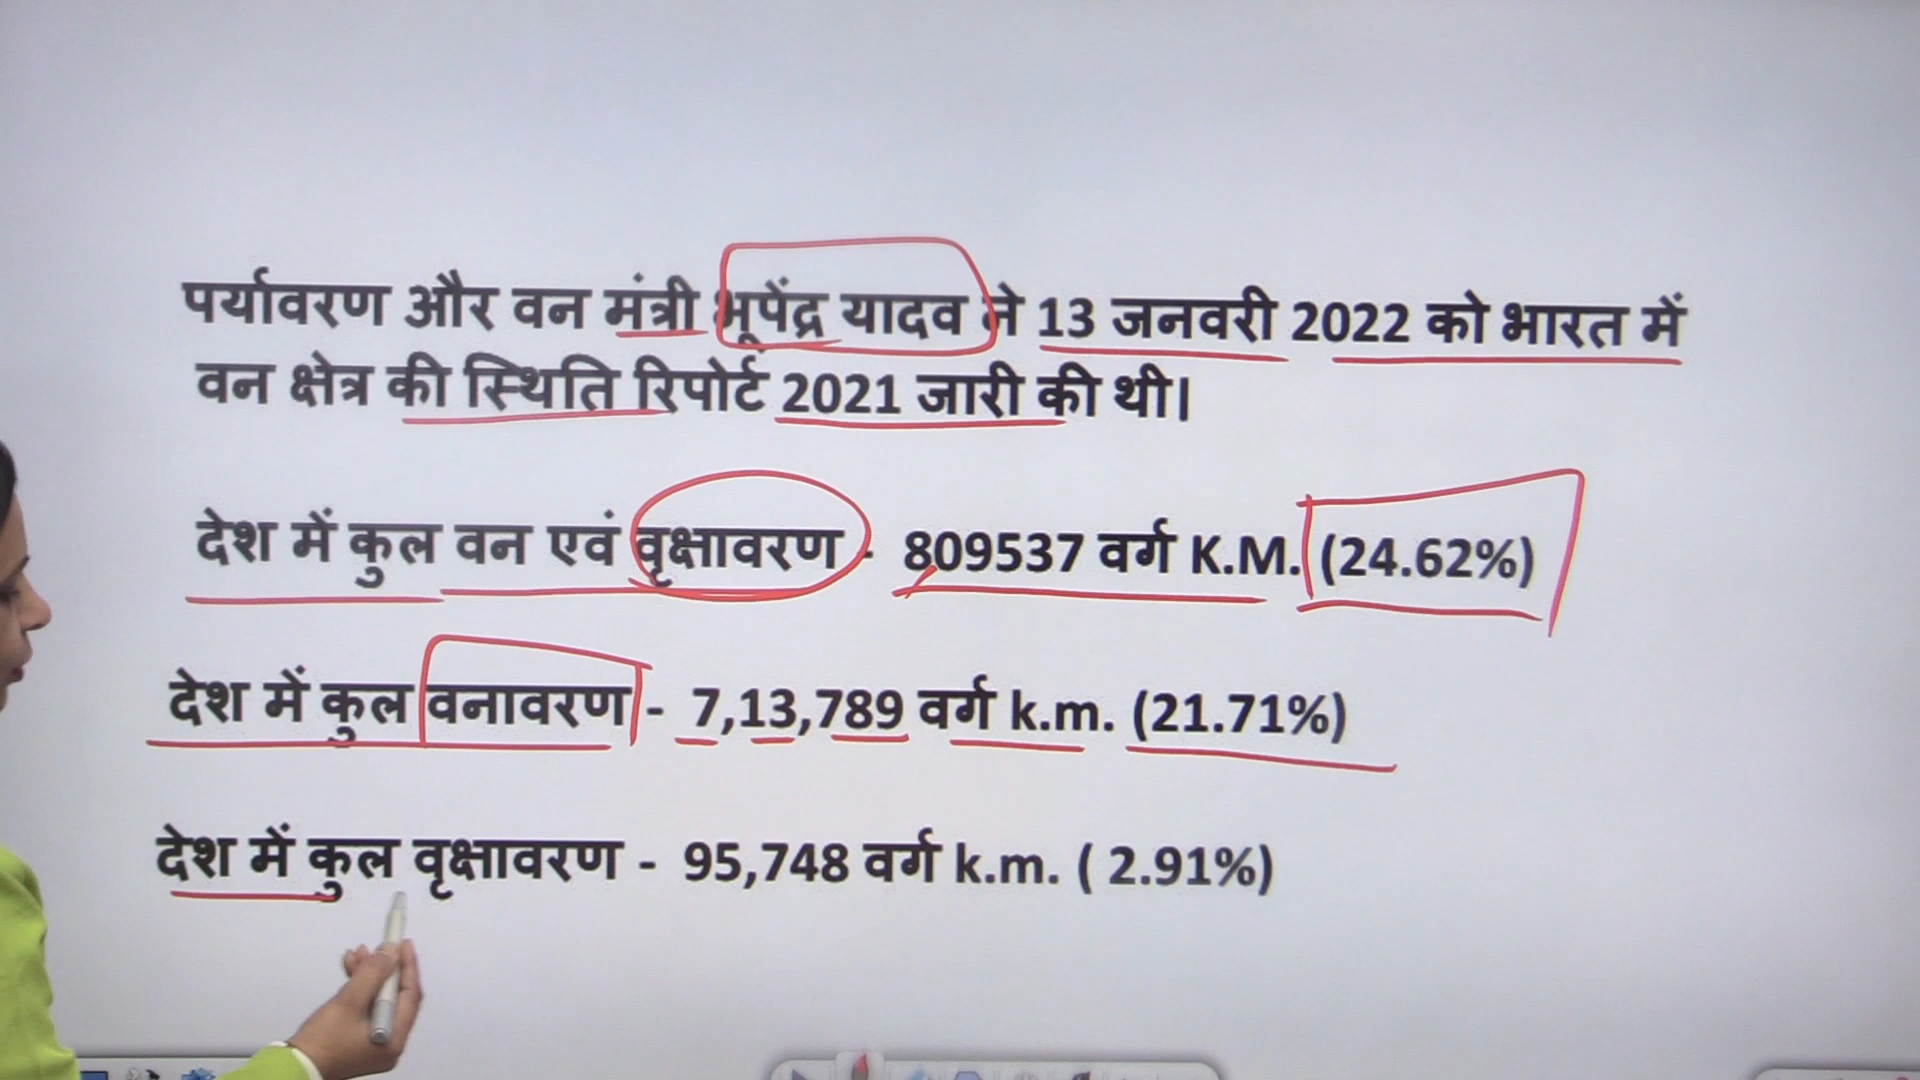 पर्यावरण और वन मंत्री भूपेंद्र यादव ने 13 जनवरी 2022 को भारत में
वन क्षेत्र की स्थिति रिपोर्ट 2021 जारी की थी।
देश में कुल वन एवं वृक्षावरण - 809537 वर्ग K.M. (24.62%)
देश में कुल वनावरण - 7,13,789 वर्ग k.m. (21.71%)
देश में कुल वृक्षावरण - 95,748 वर्ग k.m. ( 2.91%)